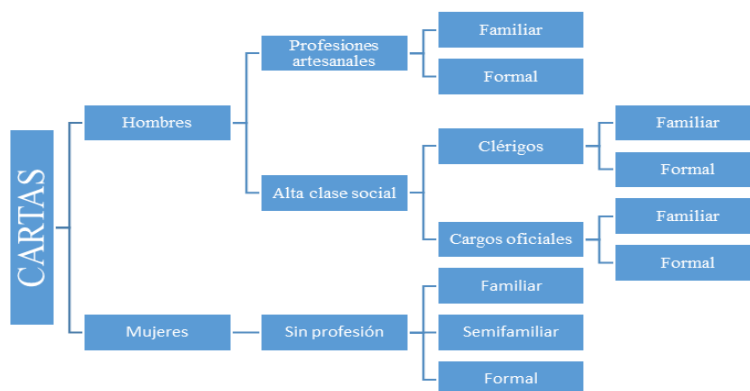 CARTAS
Hombres
Profesiones
artesanales
Familiar
Formal
Alta clase social
Clérigos
Familiar
Formal
Cargos oficiales
Familiar
Formal
Mujeres
Sin profesión
Familiar
Semifamiliar
Formal